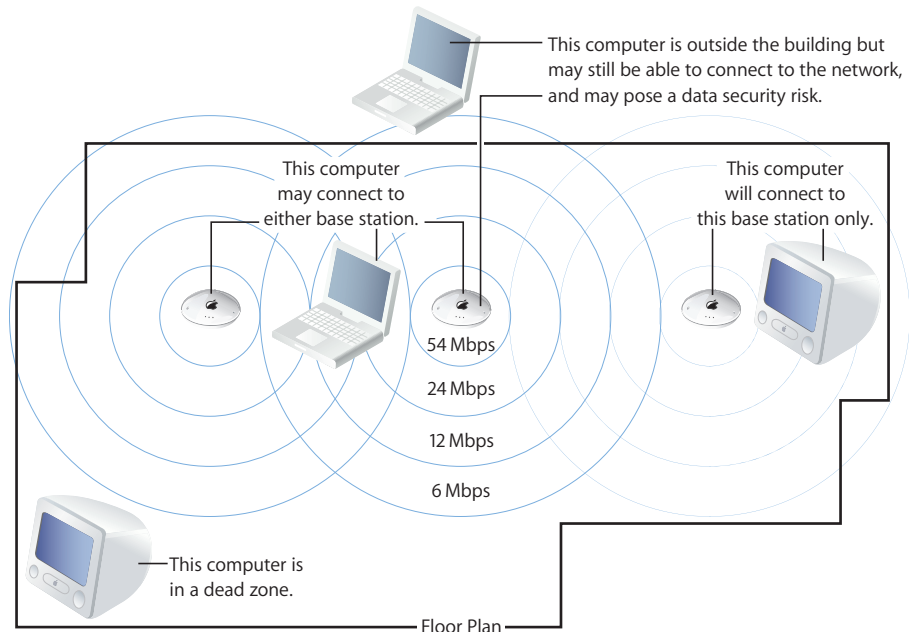 This computer is outside the building but
may still be able to connect to the network,
and may pose a data security risk.
This computer
may connect to
either base station.
This computer
will connect to
this base station only.
54 Mbps
24 Mbps
12 Mbps
6 Mbps
This computer is
in a dead zone.
Floor Plan